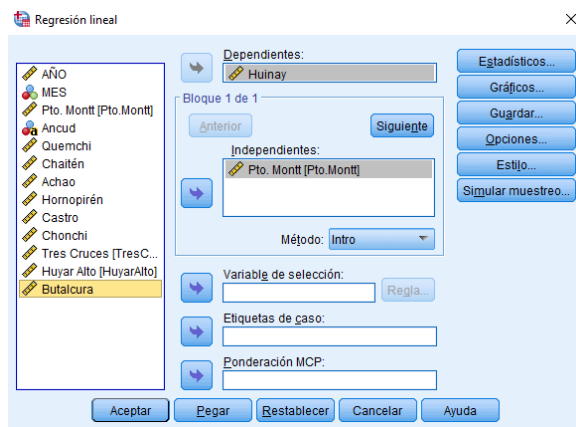 Regresión lineal
AÑO
MES
Pto. Montt [Pto.Montt]
Ancud
Quemchi
Chaitén
Achao
Hornopirén
Castro
Chonchi
Tres Cruces [TresC...
Huyar Alto [HuyarAlto]
Butalcura
Dependientes:
Huinay
Bloque 1 de 1
Anterior
Siguiente
Independientes:
Pto. Montt [Pto.Montt]
Método: Intro
Variable de selección:
Regla...
Etiquetas de caso:
Ponderación MCP:
Estadísticos...
Gráficos...
Guardar...
Opciones...
Estilo...
Simular muestreo...
Aceptar Pegar Restablecer Cancelar Ayuda